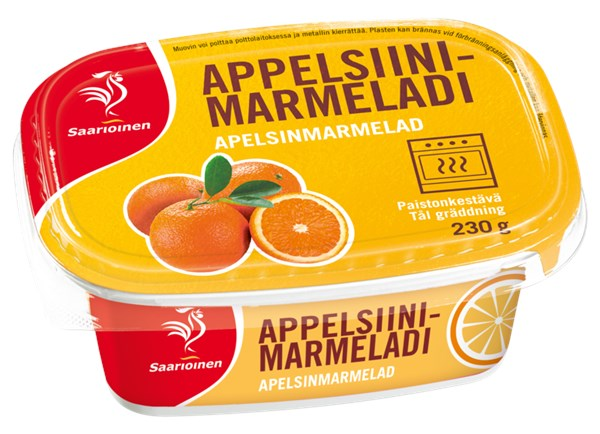 Muovin voi polttaa polttolaitoksessa ja metallin kierrättää. Plasten kan brännas vid förbränningsanläggning
APPELSIINI-
MARMELADI
APELSINMARMELAD
Saarioinen
Paistonkestävä
Tål gräddning
230 g
Saarioinen
APPELSIINI-
MARMELADI
APELSINMARMELAD